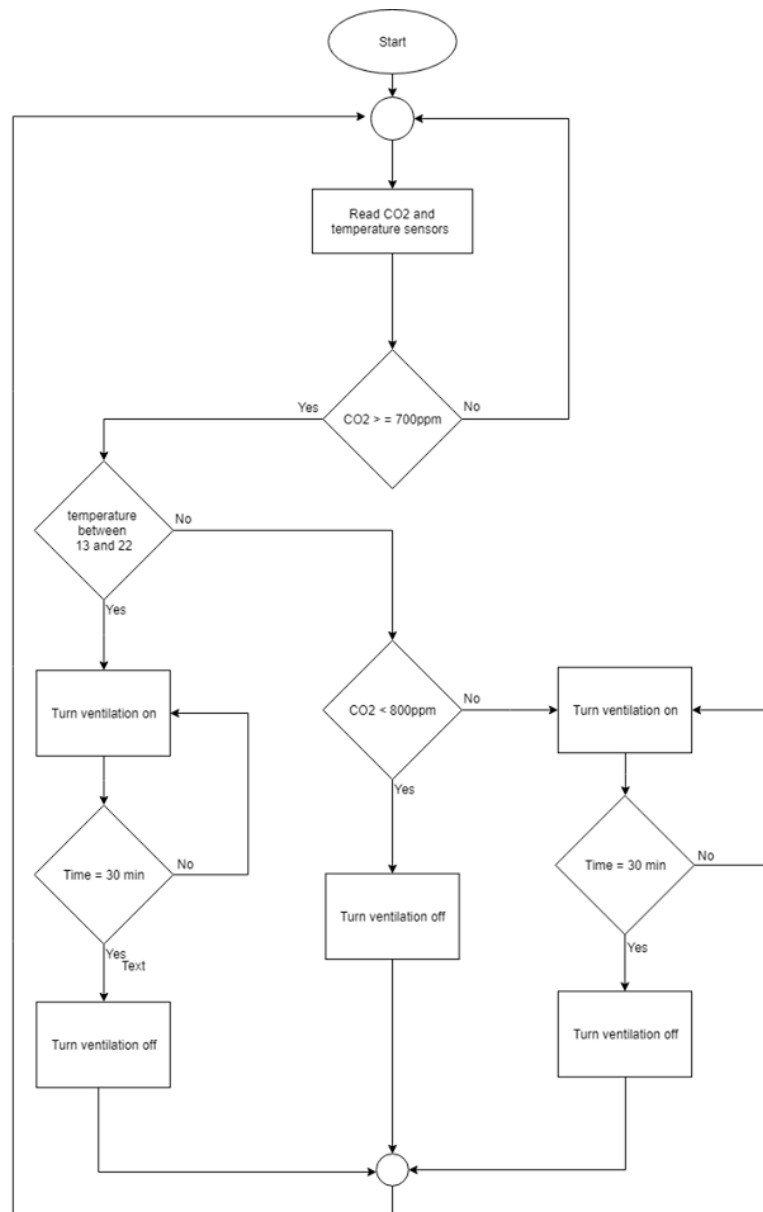 Start
Read CO2 and
temperature sensors
CO2 > = 700ppm
Yes
No
temperature
between
13 and 22
No
Yes
Turn ventilation on
CO2 < 800ppm
No
Yes
Turn ventilation on
Time = 30 min
No
Yes
Text
Turn ventilation off
Time = 30 min
No
Yes
Turn ventilation off
Turn ventilation off